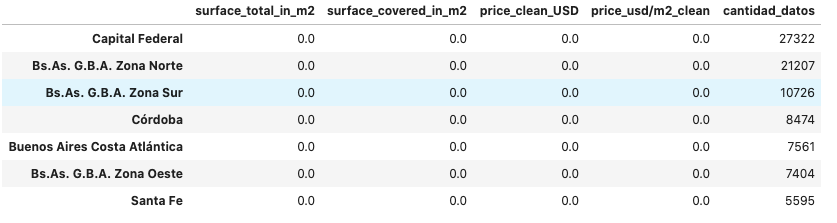 surface_total_in_m2 surface_covered_in_m2 price_clean_USD price_usd/m2_clean cantidad_datos
Capital Federal 0.0 0.0 0.0 0.0 27322
Bs.As. G.B.A. Zona Norte 0.0 0.0 0.0 0.0 21207
Bs.As. G.B.A. Zona Sur 0.0 0.0 0.0 0.0 10726
Córdoba 0.0 0.0 0.0 0.0 8474
Buenos Aires Costa Atlántica 0.0 0.0 0.0 0.0 7561
Bs.As. G.B.A. Zona Oeste 0.0 0.0 0.0 0.0 7404
Santa Fe 0.0 0.0 0.0 0.0 5595